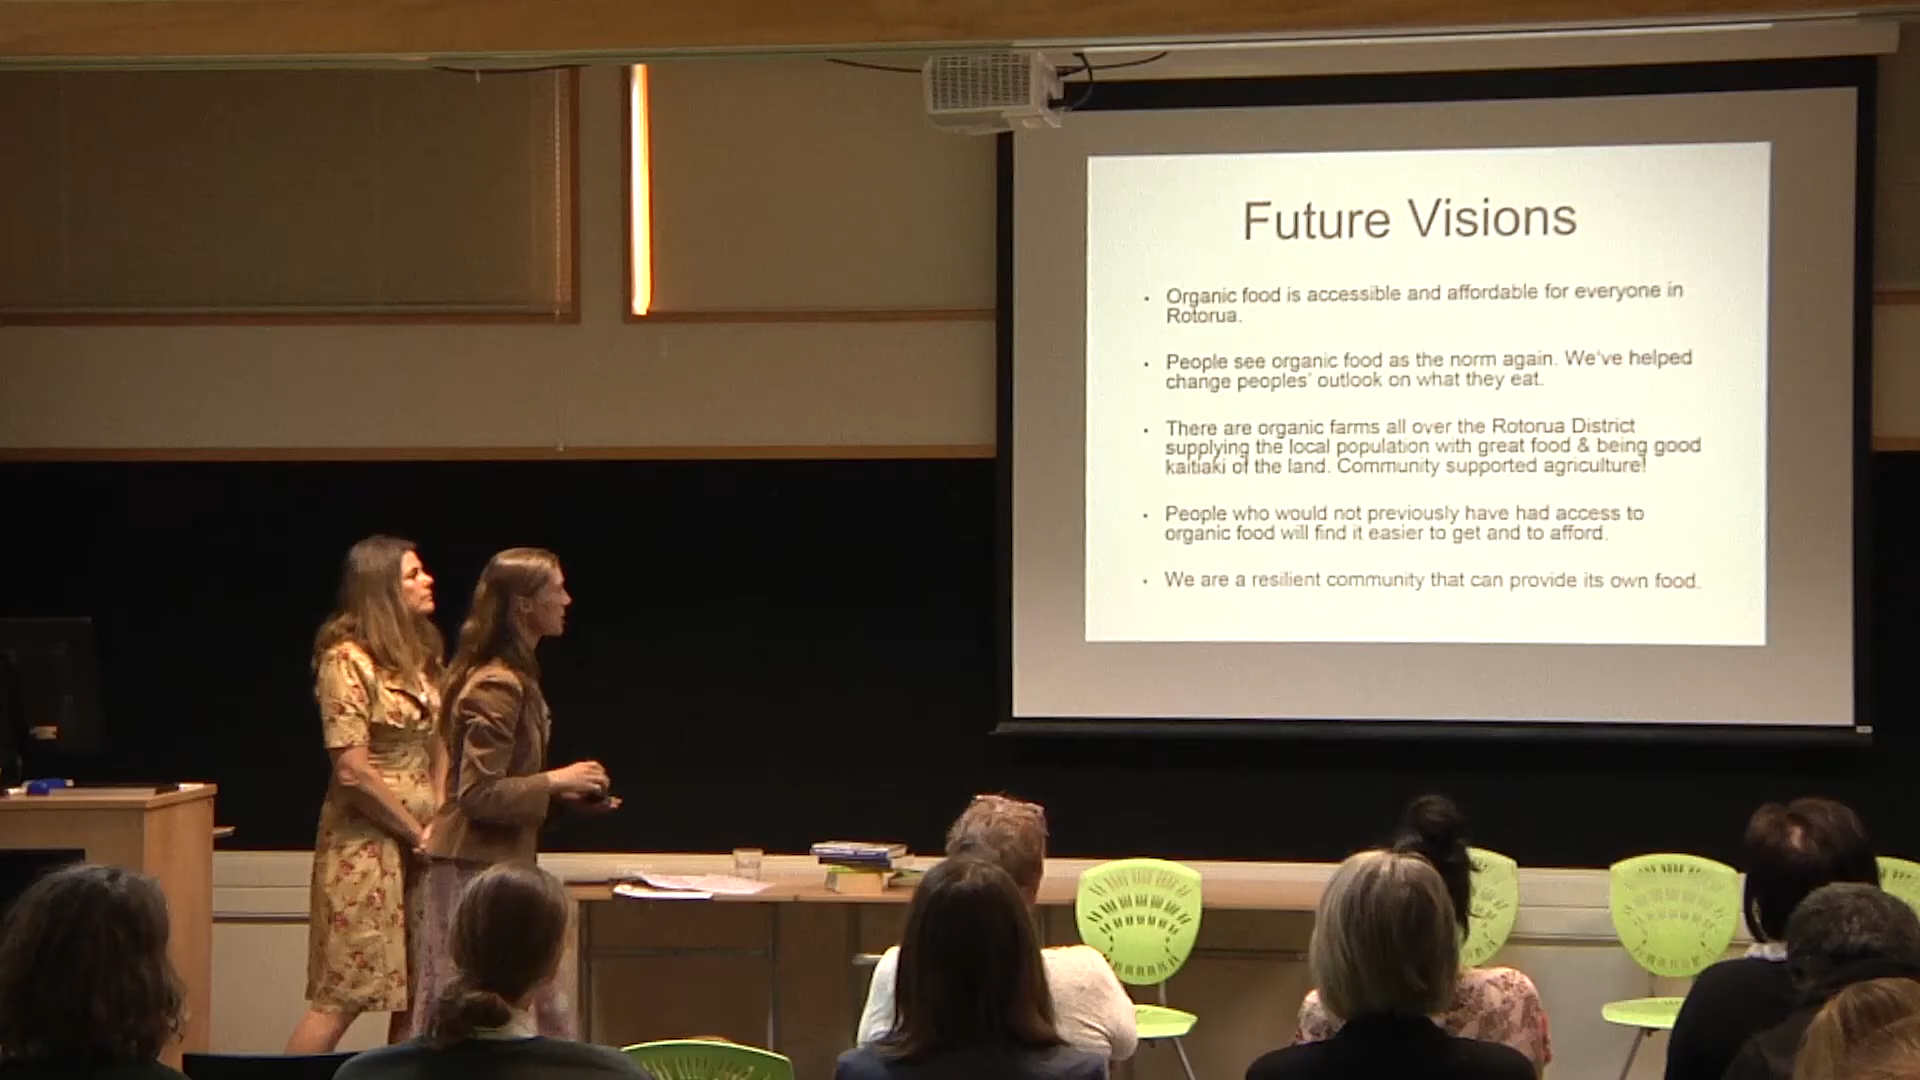 Future Visions
· Organic food is accessible and affordable for everyone in
Rotorua.
· People see organic food as the norm again. We've helped
change peoples' outlook on what they eat.
· There are organic farms all over the Rotorua District
supplying the local population with great food & being good
kaitiaki of the land. Community supported agriculture!
· People who would not previously have had access to
organic food will find it easier to get and to afford.
· We are a resilient community that can provide its own food.